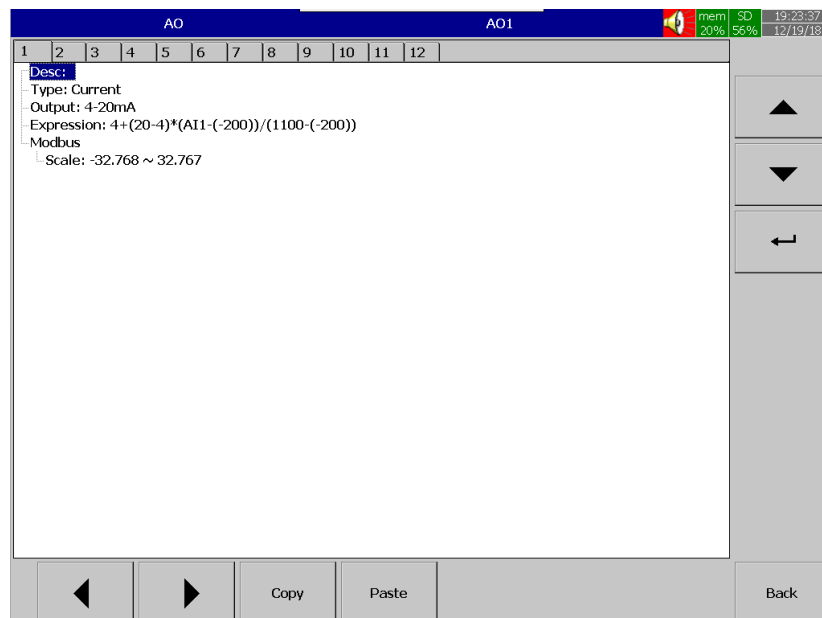 AO AO1 mem SD 19:23:37
20% 56% 12/19/18
1 2 3 4 5 6 7 8 9 10 11 12
Desc:
Type: Current
Output: 4-20mA
Expression: 4+(20-4)*(AI1-(-200))/(1100-(-200))
Modbus
Scale: -32.768 ~ 32.767
Copy Paste Back